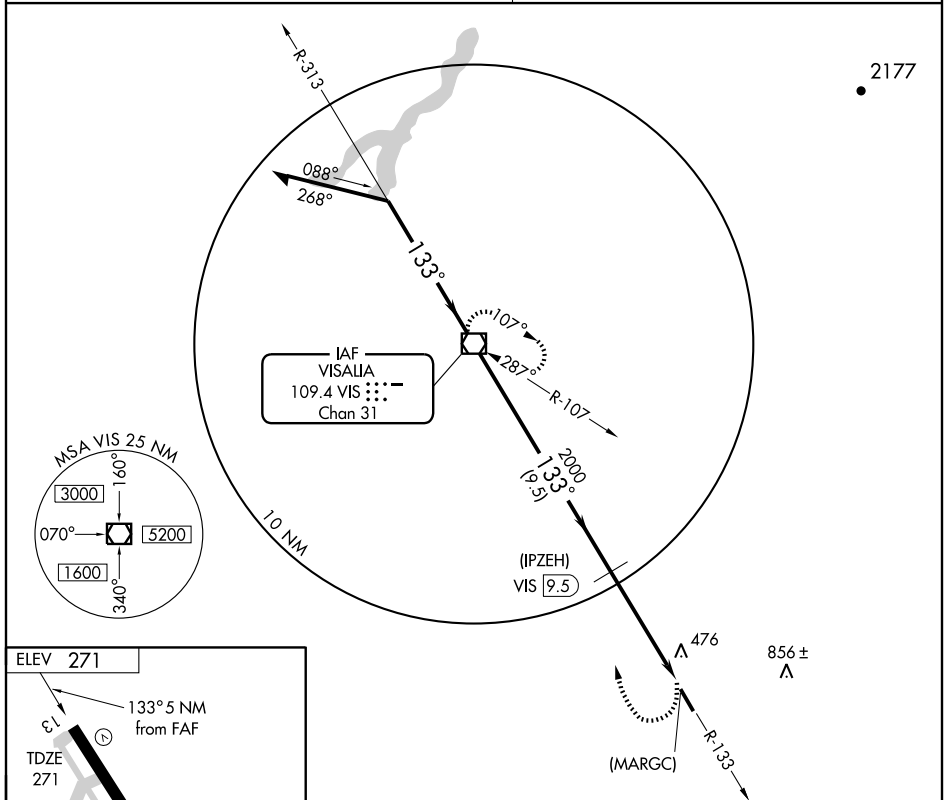 R-313
2177
088°
268°
133°
107°
287°
R-107
IAF
VISALIA
109.4 VIS
Chan 31
MSA VIS 25 NM
160°
3000
070°
5200
1600
340°
10 NM
2000
133°
(9.5)
(IPZEH)
VIS 9.5
476
856 ±
(MARGC)
R-133
ELEV 271
133° 5 NM
from FAF
13
V
TDZE
271